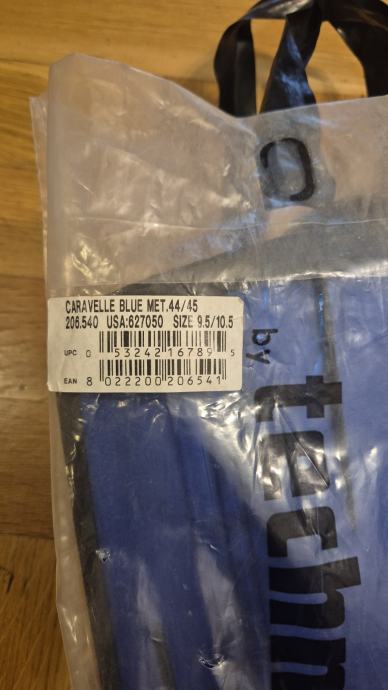 CARAVELLE BLUE MET.44/45
206.540 USA:627050 SIZE 9.5/10.5
UPC 0 53242 16789 5
EAN 8 022200 206541
by
techn